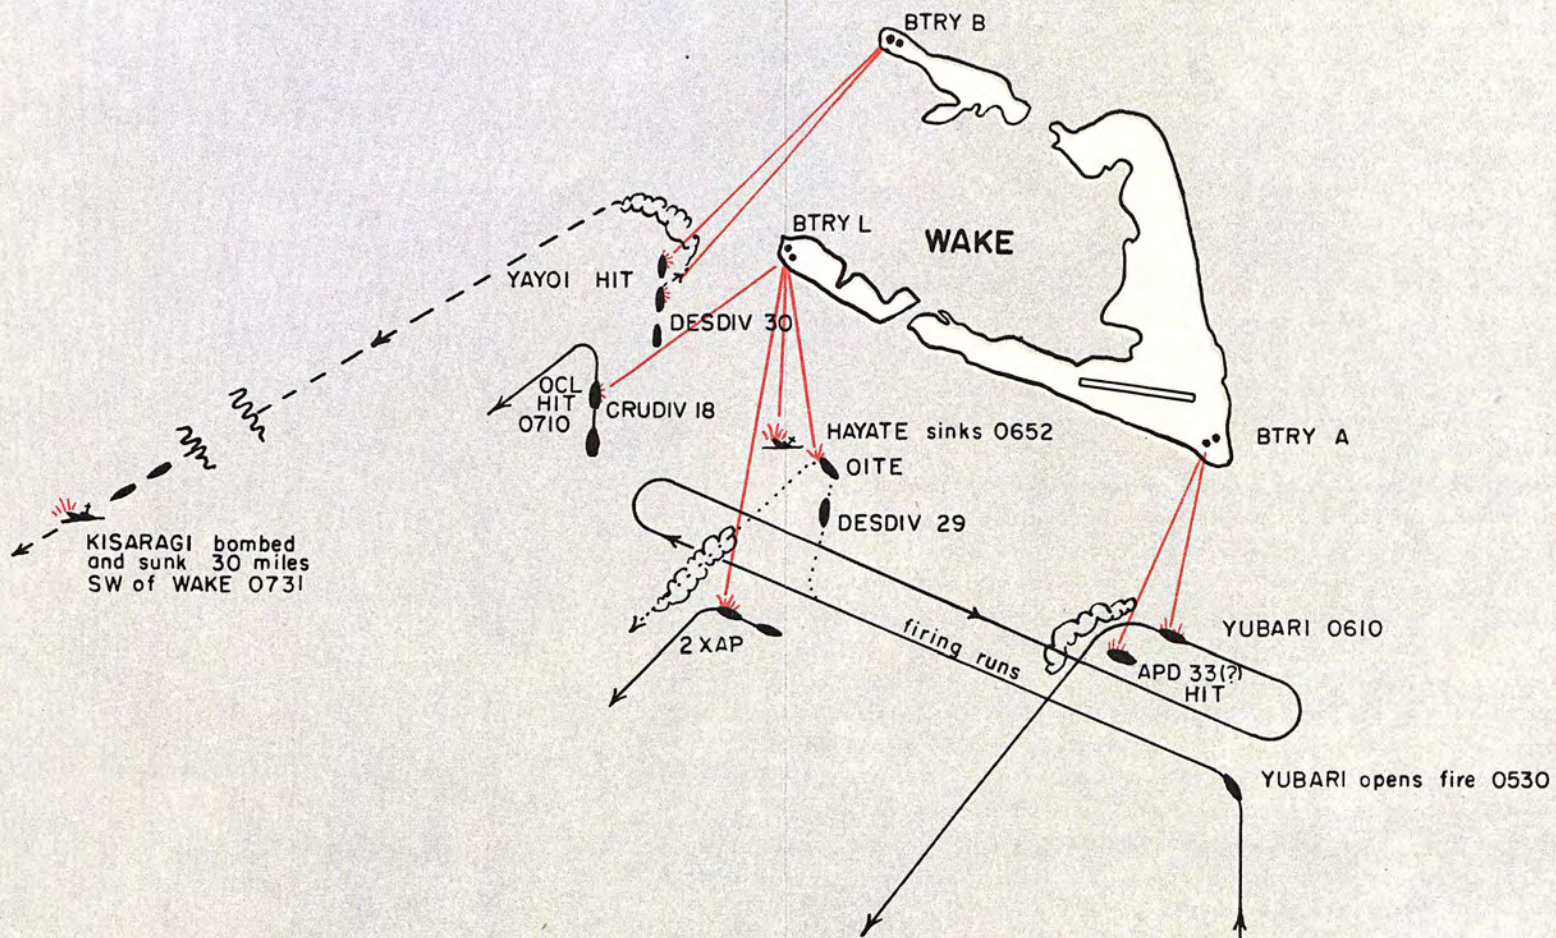 BTRY B
BTRY L
WAKE
YAYOI HIT
DESDIV 30
OCL
HIT
0710
CRUDIV 18
HAYATE sinks 0652
BTRY A
OITE
DESDIV 29
KISARAGI bombed
and sunk 30 miles
SW of WAKE 0731
2 XAP
firing runs
YUBARI 0610
APD 33(?)
HIT
YUBARI opens fire 0530